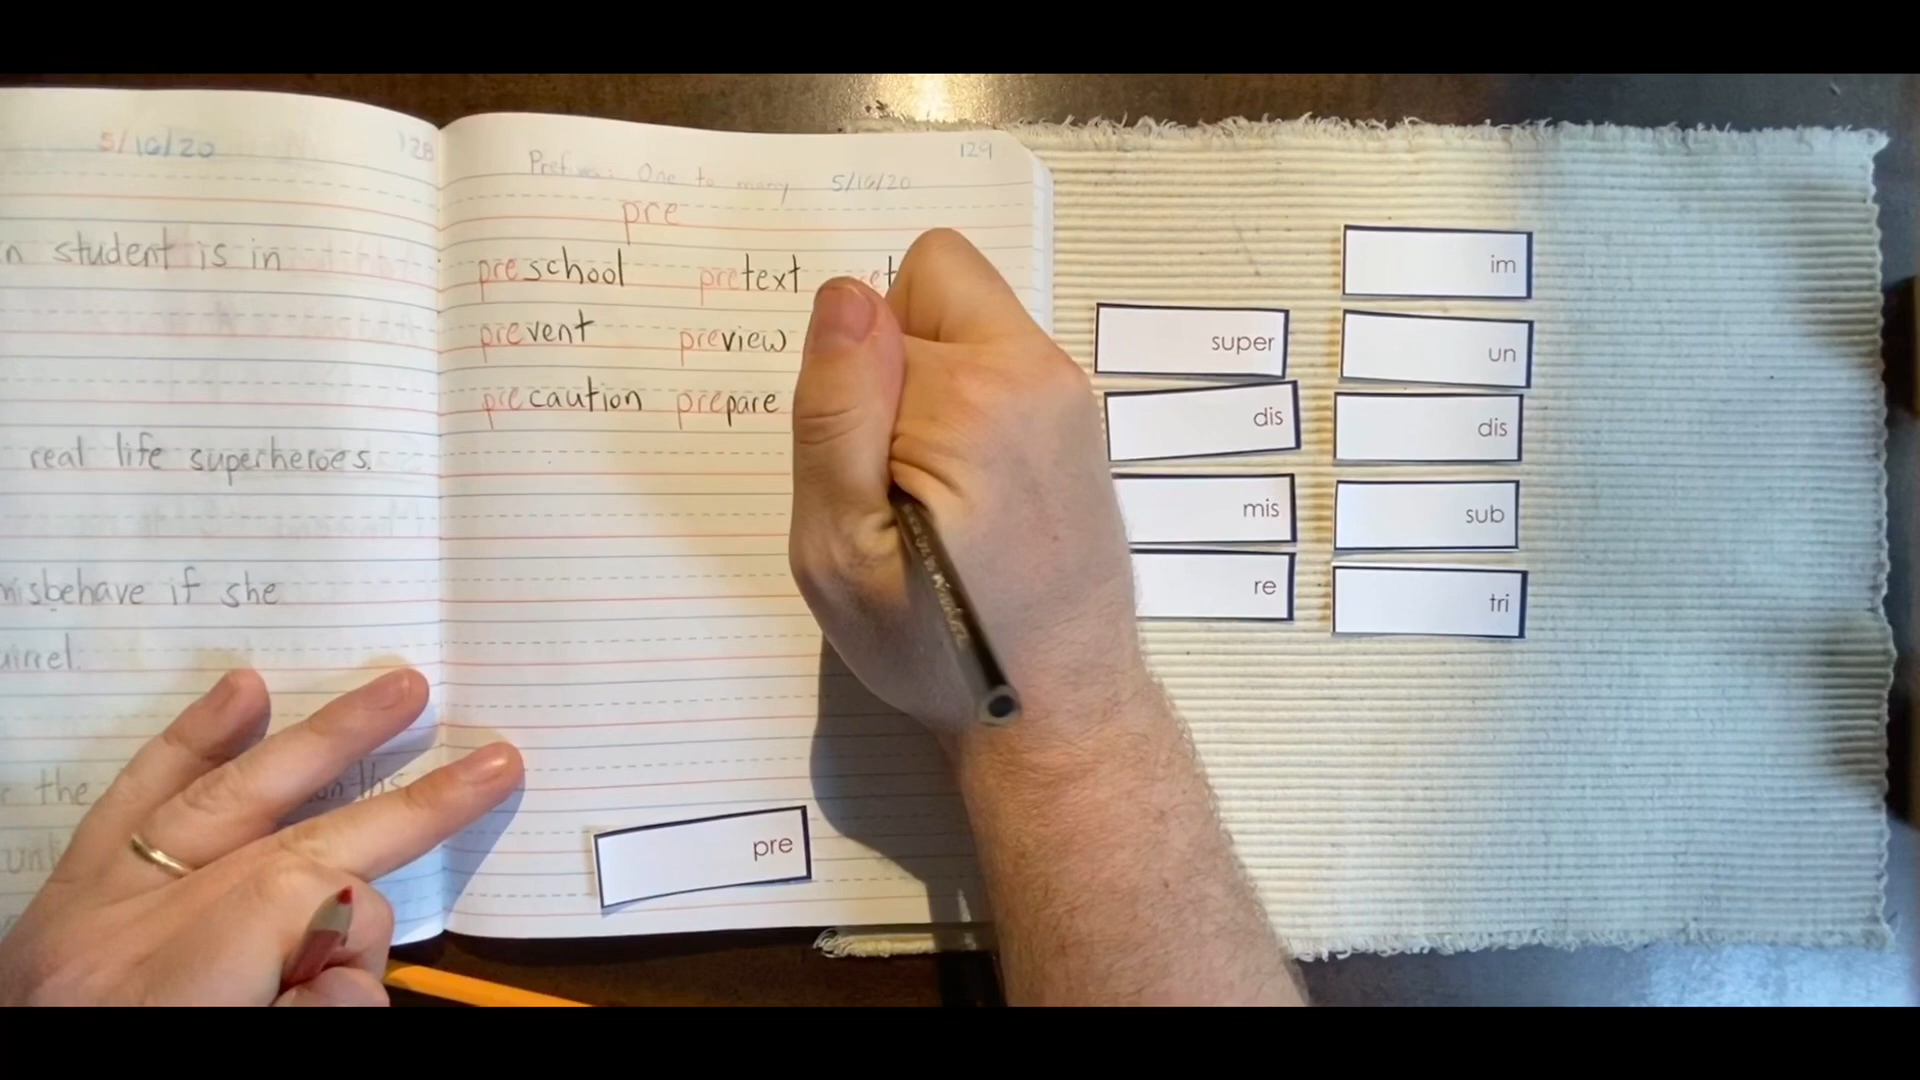 5/16/20 128
n student is in
real life superheroes.
misbehave if she
uirrel.
the
Prefixes: One to many 5/16/20 129
pre
preschool pretext
prevent preview
precaution prepare
pre
super
dis
mis
re
im
un
dis
sub
tri